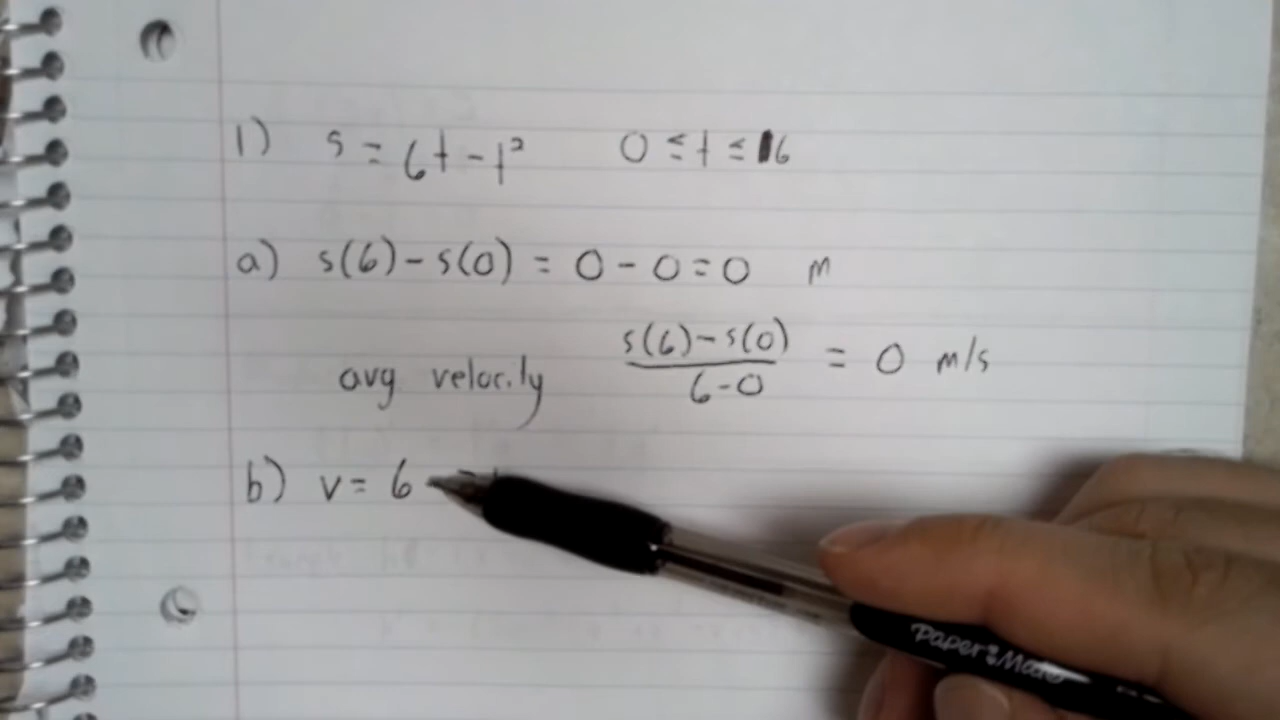 1) s = 6t - t² 0 ≤ t ≤ 6
a) s(6) - s(0) = 0 - 0 = 0 m
avg velocity s(6) - s(0) / 6 - 0 = 0 m/s
b) v = 6
Paper Mate